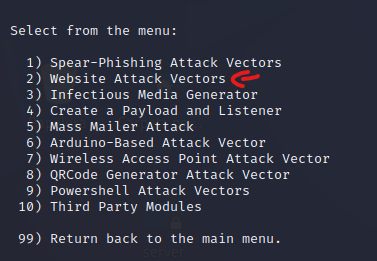 Select from the menu:
1) Spear-Phishing Attack Vectors
2) Website Attack Vectors
3) Infectious Media Generator
4) Create a Payload and Listener
5) Mass Mailer Attack
6) Arduino-Based Attack Vector
7) Wireless Access Point Attack Vector
8) QRCode Generator Attack Vector
9) Powershell Attack Vectors
10) Third Party Modules
99) Return back to the main menu.